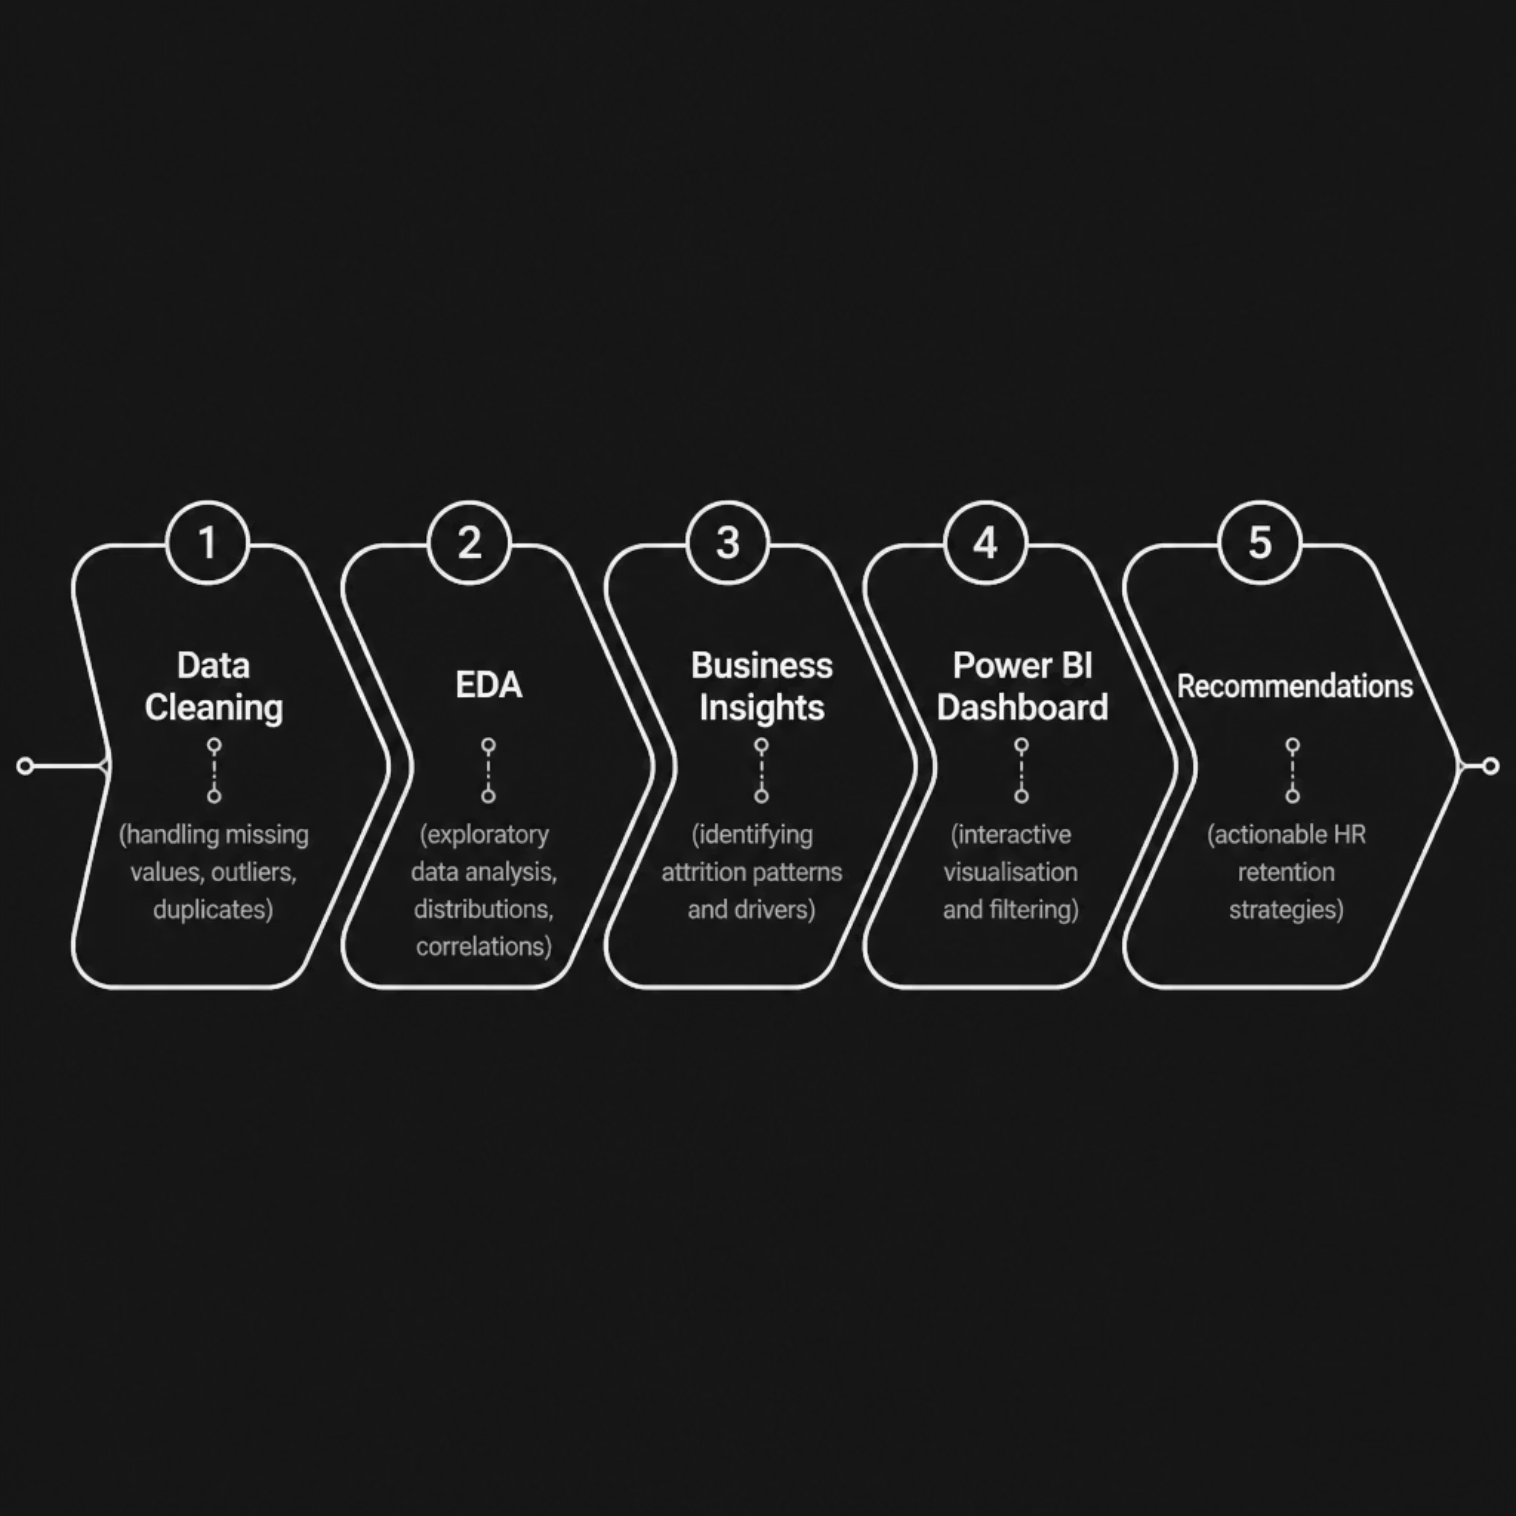 1
Data
Cleaning
(handling missing
values, outliers,
duplicates)
2
EDA
(exploratory
data analysis,
distributions,
correlations)
3
Business
Insights
(identifying
attrition patterns
and drivers)
4
Power BI
Dashboard
(interactive
visualisation
and filtering)
5
Recommendations
(actionable HR
retention
strategies)